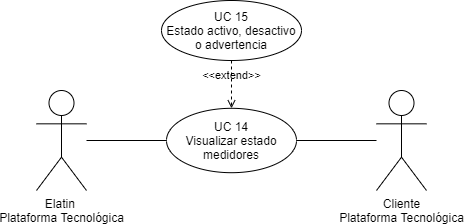 UC 15
Estado activo, desactivo
o advertencia
<<extend>>
UC 14
Visualizar estado
medidores
Elatin
Plataforma Tecnológica
Cliente
Plataforma Tecnológica